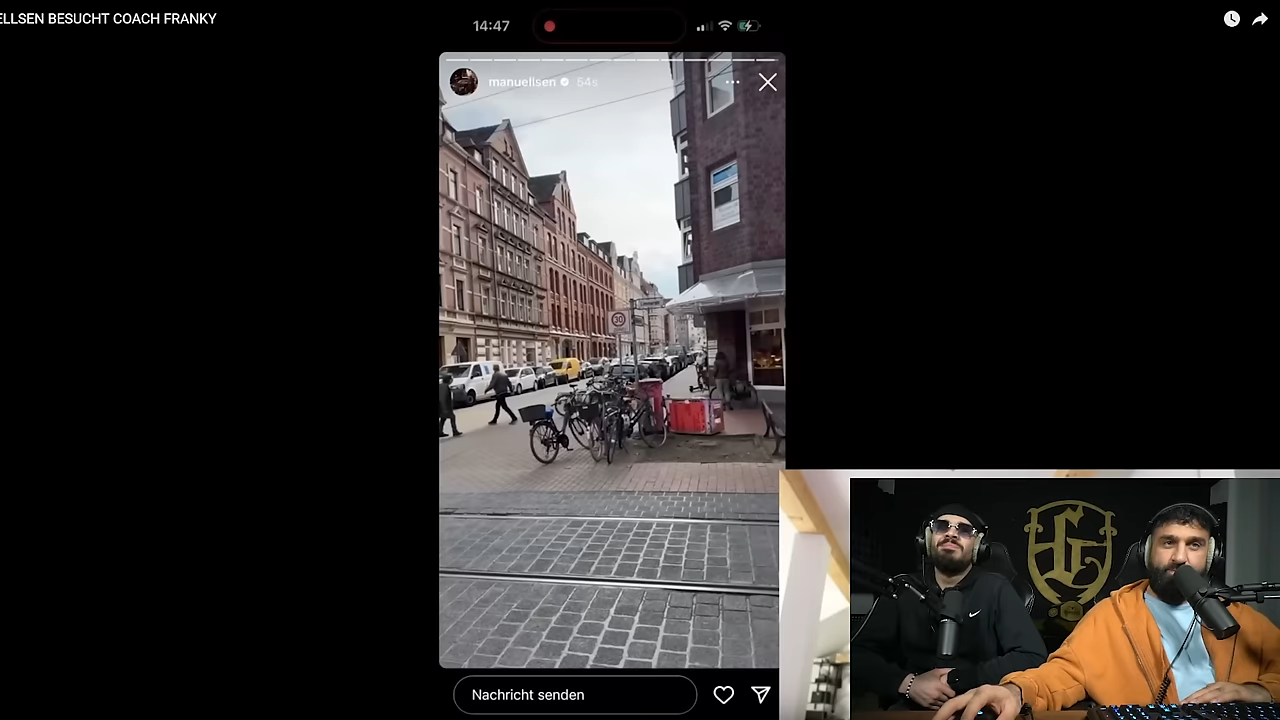 ELLSEN BESUCHT COACH FRANKY
14:47
manuellsen 54s
30
Nachricht senden